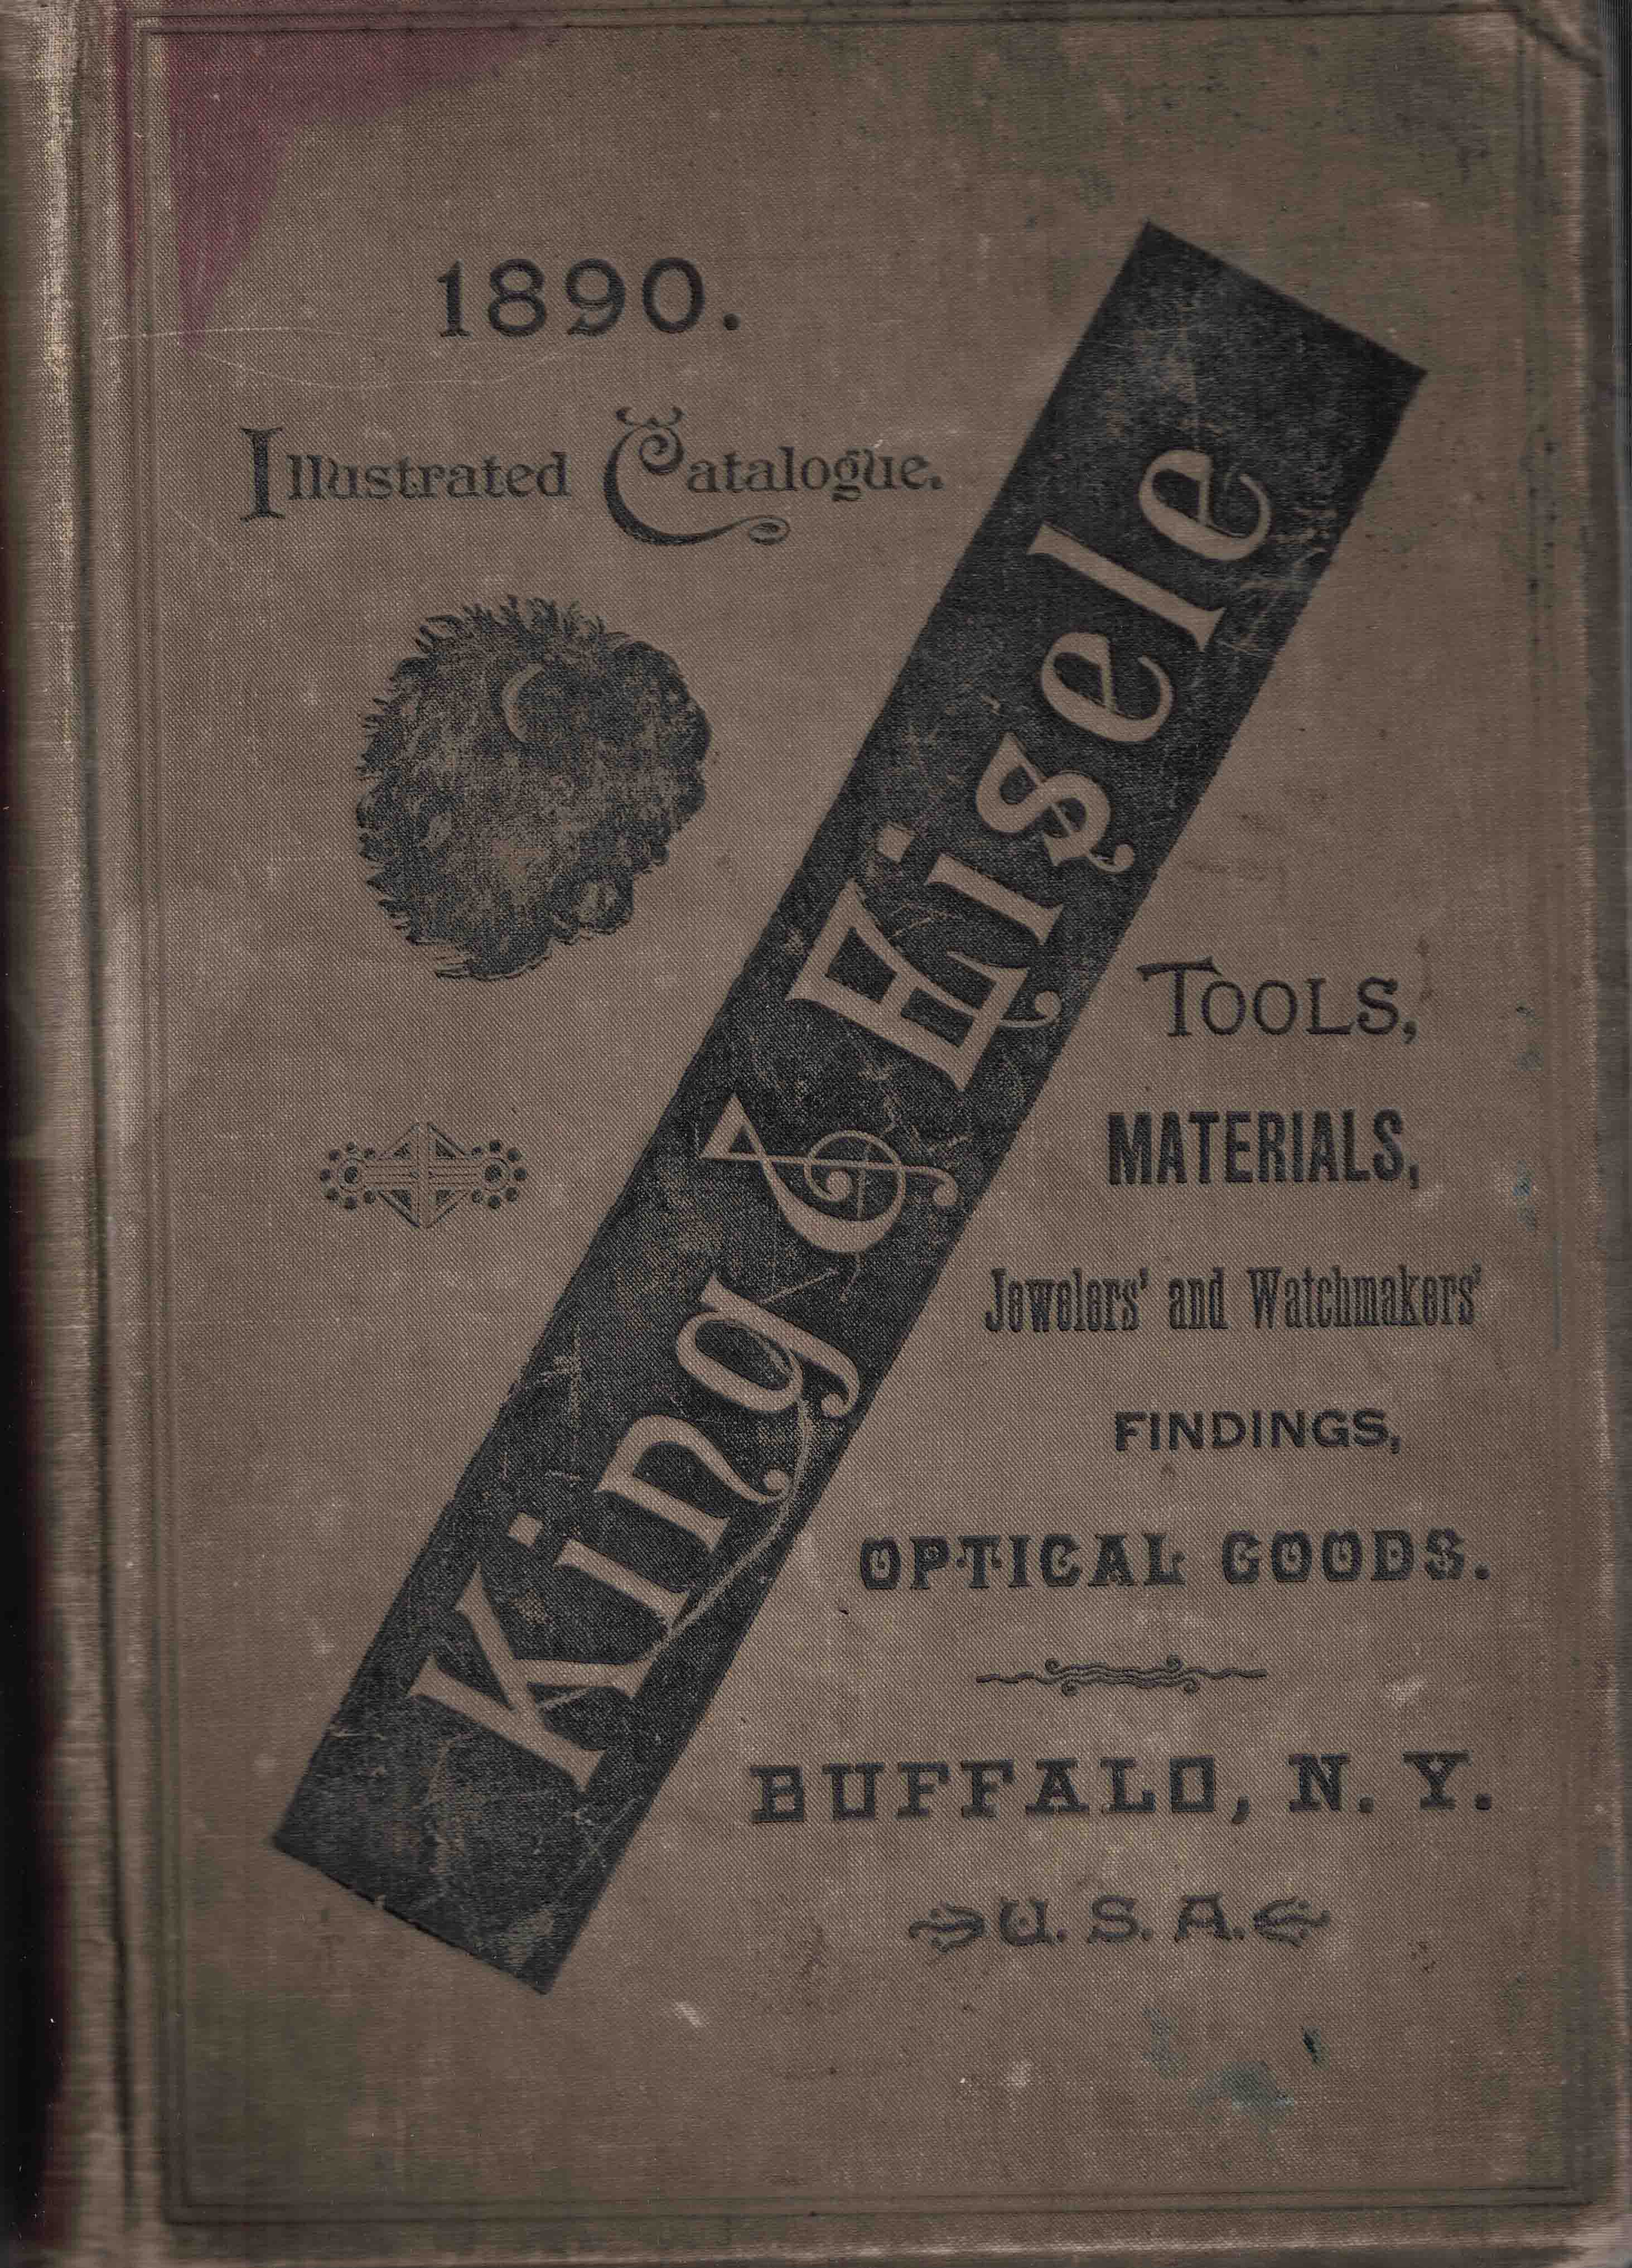 1890.
Illustrated Catalogue.
King & Eisele
TOOLS,
MATERIALS,
Jewelers' and Watchmakers'
FINDINGS,
OPTICAL GOODS.
BUFFALO, N. Y.
U. S. A.